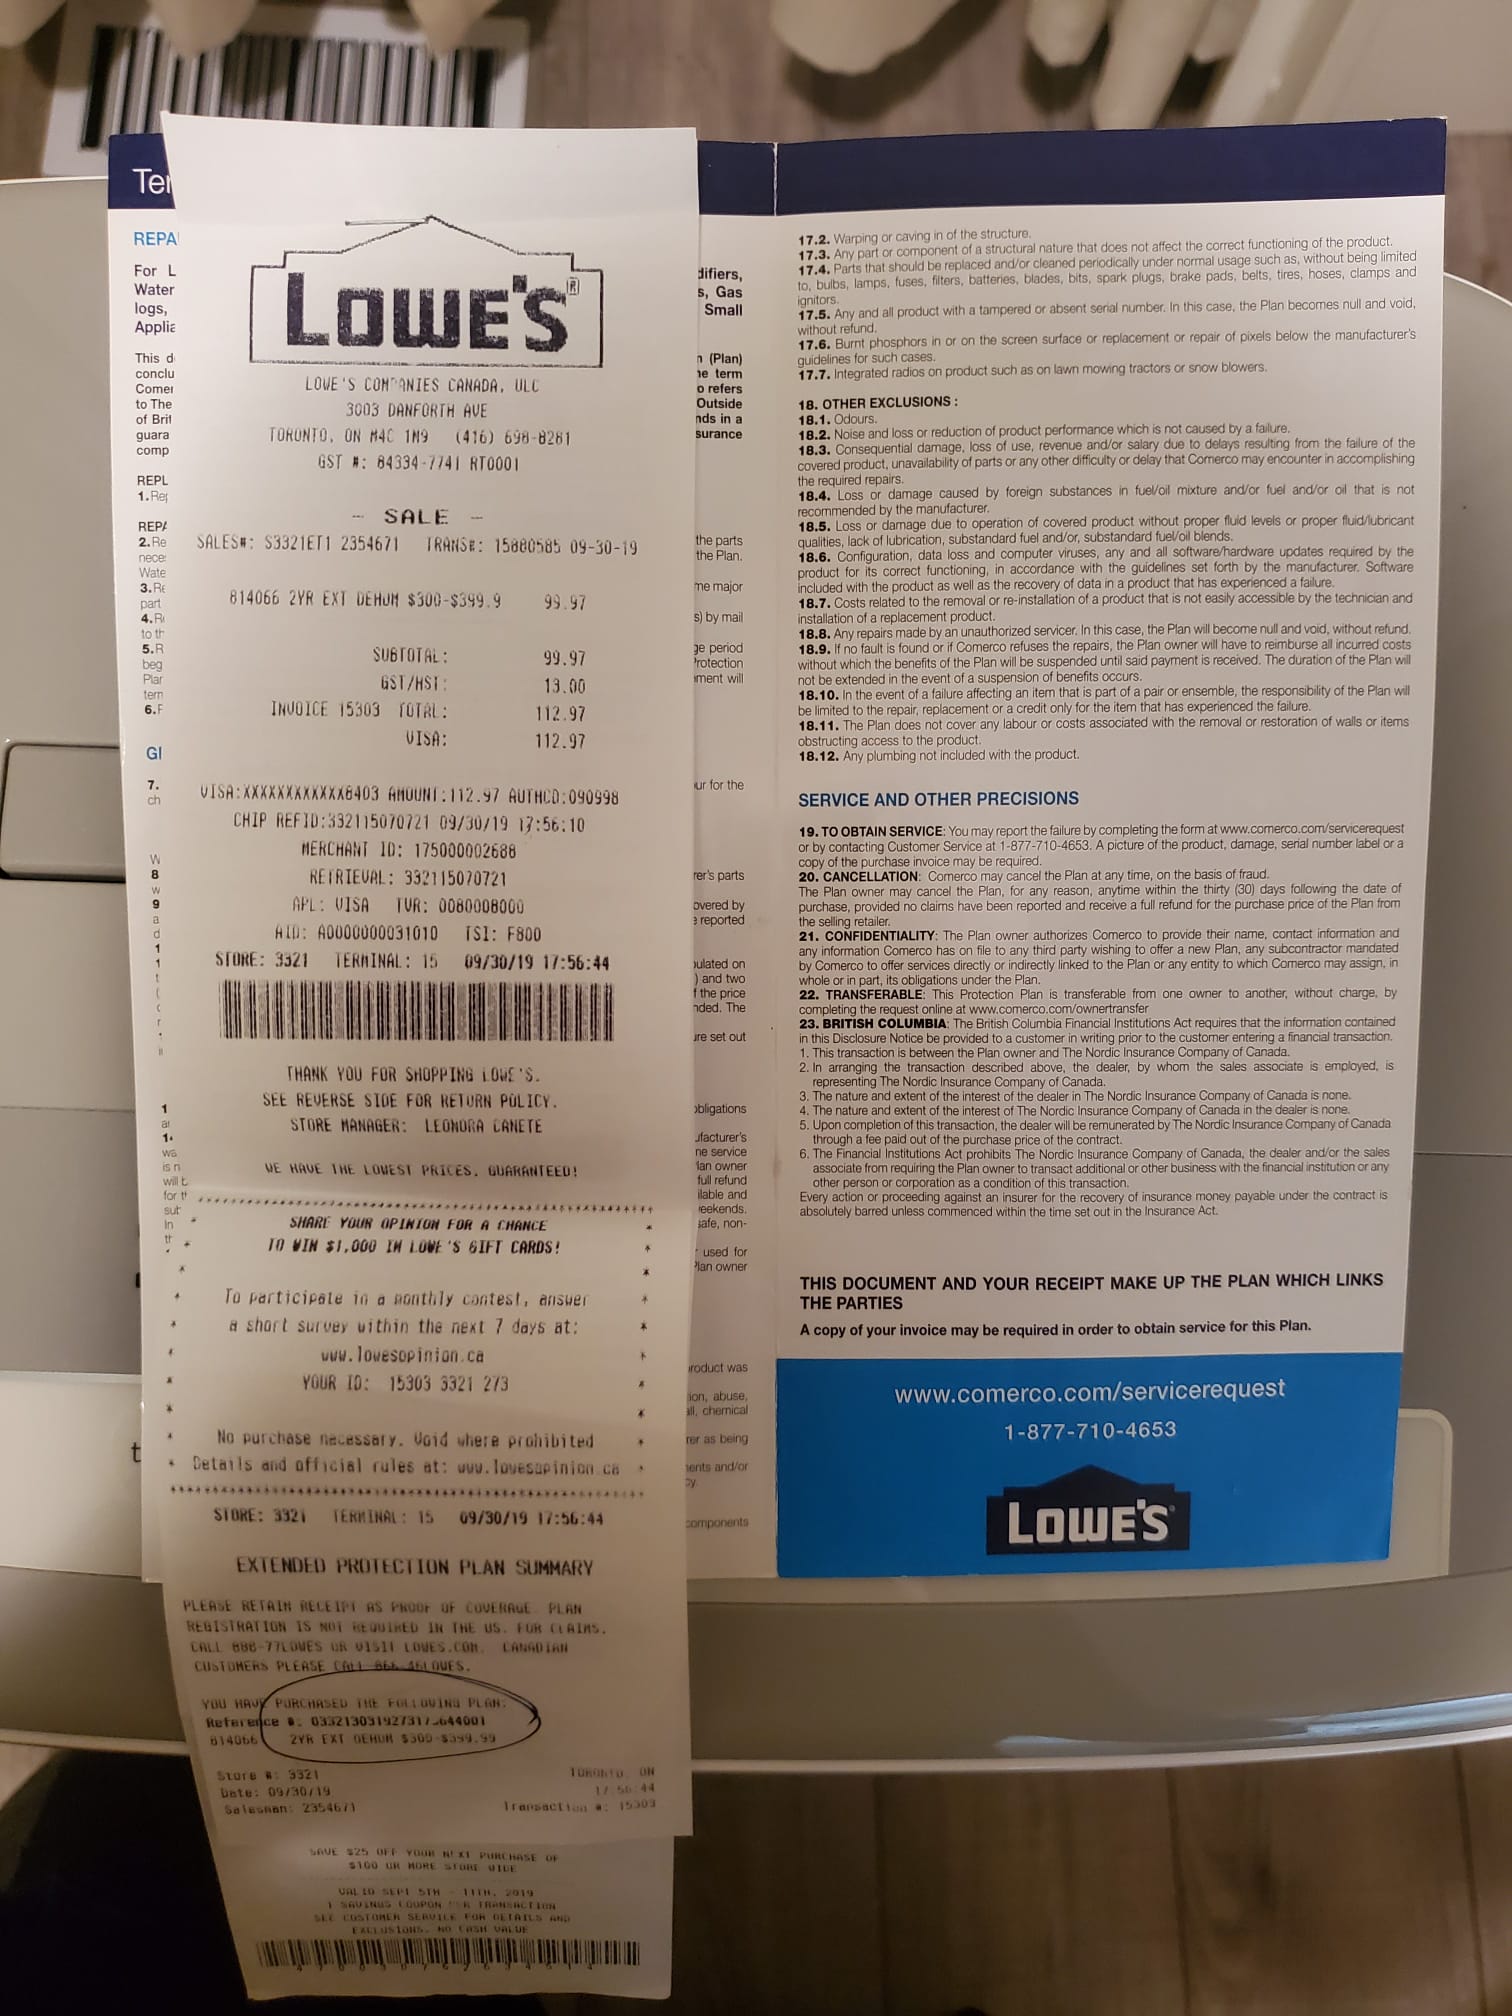 LOWE'S
LOWE'S COMPANIES CANADA, ULC
3003 DANFORTH AVE
TORONTO, ON M4C 1N9 (416) 698-8281
GST #: 84334-7741 RT0001
- SALE -
SALES#: S3321ET1 2354671 TRANS#: 15880585 09-30-19
814066 2YR EXT DEHUM $300-$399.9 99.97
SUBTOTAL: 99.97
GST/HST: 13.00
INVOICE 15303 TOTAL: 112.97
VISA: 112.97
VISA:XXXXXXXXXXXX8403 AMOUNT:112.97 AUTHCD:090998
CHIP REFID:332115070721 09/30/19 17:56:10
MERCHANT ID: 175000002688
RETRIEVAL: 332115070721
APL: VISA TVR: 0080008000
AID: A0000000031010 TSI: F800
STORE: 3321 TERMINAL: 15 09/30/19 17:56:44
THANK YOU FOR SHOPPING LOWE'S.
SEE REVERSE SIDE FOR RETURN POLICY.
STORE MANAGER: LEONORA CANETE
WE HAVE THE LOWEST PRICES, GUARANTEED!
SHARE YOUR OPINION FOR A CHANCE
TO WIN $1,000 IN LOWE'S GIFT CARDS!
To participate in a monthly contest, answer
a short survey within the next 7 days at:
www.lowesopinion.ca
YOUR ID: 15303 3321 273
No purchase necessary. Void where prohibited
Details and official rules at: www.lowesopinion.ca
STORE: 3321 TERMINAL: 15 09/30/19 17:56:44
EXTENDED PROTECTION PLAN SUMMARY
PLEASE RETAIN RECEIPT AS PROOF OF COVERAGE. PLAN
REGISTRATION IS NOT REQUIRED IN THE US. FOR CLAIMS,
CALL 888-77LOWES OR VISIT LOWES.COM. CANADIAN
CUSTOMERS PLEASE CALL 866-46LOWES.
YOU HAVE PURCHASED THE FOLLOWING PLAN:
Reference #:
814066 2YR EXT DEHUM $300-$399.99
Store #: 3321 TORONTO, ON
Date: 09/30/19 17:56:44
Salesman: 2354671 Transaction #: 15303
SAVE $25 OFF YOUR NEXT PURCHASE OF
$100 OR MORE STORE WIDE
VALID SEPT 5TH - 11TH, 2019
1 SAVINGS COUPON PER TRANSACTION
SEE CUSTOMER SERVICE FOR DETAILS AND
EXCLUSIONS. NO CASH VALUE
17.2. Warping or caving in of the structure.
17.3. Any part or component of a structural nature that does not affect the correct functioning of the product.
17.4. Parts that should be replaced and/or cleaned periodically under normal usage such as, without being limited
to, bulbs, lamps, fuses, filters, batteries, blades, bits, spark plugs, brake pads, belts, tires, hoses, clamps and
ignitors.
17.5. Any and all product with a tampered or absent serial number. In this case, the Plan becomes null and void,
without refund.
17.6. Burnt phosphors in or on the screen surface or replacement or repair of pixels below the manufacturer's
guidelines for such cases.
17.7. Integrated radios on product such as on lawn mowing tractors or snow blowers.
18. OTHER EXCLUSIONS :
18.1. Odours.
18.2. Noise and loss or reduction of product performance which is not caused by a failure.
18.3. Consequential damage, loss of use, revenue and/or salary due to delays resulting from the failure of the
covered product, unavailability of parts or any other difficulty or delay that Comerco may encounter in accomplishing
the required repairs.
18.4. Loss or damage caused by foreign substances in fuel/oil mixture and/or fuel and/or oil that is not
recommended by the manufacturer.
18.5. Loss or damage due to operation of covered product without proper fluid levels or proper fluid/lubricant
qualities, lack of lubrication, substandard fuel and/or, substandard fuel/oil blends.
18.6. Configuration, data loss and computer viruses, any and all software/hardware updates required by the
product for its correct functioning, in accordance with the guidelines set forth by the manufacturer. Software
included with the product as well as the recovery of data in a product that has experienced a failure.
18.7. Costs related to the removal or re-installation of a product that is not easily accessible by the technician and
installation of a replacement product.
18.8. Any repairs made by an unauthorized servicer. In this case, the Plan will become null and void, without refund.
18.9. If no fault is found or if Comerco refuses the repairs, the Plan owner will have to reimburse all incurred costs
without which the benefits of the Plan will be suspended until said payment is received. The duration of the Plan will
not be extended in the event of a suspension of benefits occurs.
18.10. In the event of a failure affecting an item that is part of a pair or ensemble, the responsibility of the Plan will
be limited to the repair, replacement or a credit only for the item that has experienced the failure.
18.11. The Plan does not cover any labour or costs associated with the removal or restoration of walls or items
obstructing access to the product.
18.12. Any plumbing not included with the product.
SERVICE AND OTHER PRECISIONS
19. TO OBTAIN SERVICE: You may report the failure by completing the form at www.comerco.com/servicerequest
or by contacting Customer Service at 1-877-710-4653. A picture of the product, damage, serial number label or a
copy of the purchase invoice may be required.
20. CANCELLATION: Comerco may cancel the Plan at any time, on the basis of fraud.
The Plan owner may cancel the Plan, for any reason, anytime within the thirty (30) days following the date of
purchase, provided no claims have been reported and receive a full refund for the purchase price of the Plan from
the selling retailer.
21. CONFIDENTIALITY: The Plan owner authorizes Comerco to provide their name, contact information and
any information Comerco has on file to any third party wishing to offer a new Plan, any subcontractor mandated
by Comerco to offer services directly or indirectly linked to the Plan or any entity to which Comerco may assign, in
whole or in part, its obligations under the Plan.
22. TRANSFERABLE: This Protection Plan is transferable from one owner to another, without charge, by
completing the request online at www.comerco.com/ownertransfer
23. BRITISH COLUMBIA: The British Columbia Financial Institutions Act requires that the information contained
in this Disclosure Notice be provided to a customer in writing prior to the customer entering a financial transaction.
1. This transaction is between the Plan owner and The Nordic Insurance Company of Canada.
2. In arranging the transaction described above, the dealer, by whom the sales associate is employed, is
representing The Nordic Insurance Company of Canada.
3. The nature and extent of the interest of the dealer in The Nordic Insurance Company of Canada is none.
4. The nature and extent of the interest of The Nordic Insurance Company of Canada in the dealer is none.
5. Upon completion of this transaction, the dealer will be remunerated by The Nordic Insurance Company of Canada
through a fee paid out of the purchase price of the contract.
6. The Financial Institutions Act prohibits The Nordic Insurance Company of Canada, the dealer and/or the sales
associate from requiring the Plan owner to transact additional or other business with the financial institution or any
other person or corporation as a condition of this transaction.
Every action or proceeding against an insurer for the recovery of insurance money payable under the contract is
absolutely barred unless commenced within the time set out in the Insurance Act.
THIS DOCUMENT AND YOUR RECEIPT MAKE UP THE PLAN WHICH LINKS
THE PARTIES
A copy of your invoice may be required in order to obtain service for this Plan.
www.comerco.com/servicerequest
1-877-710-4653
LOWE'S